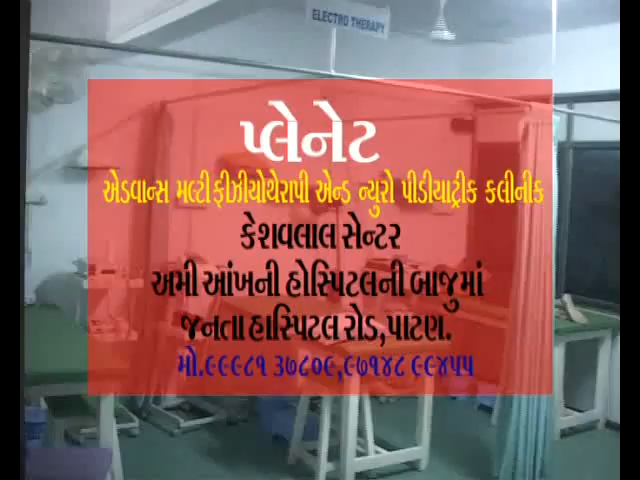 ELECTRO THERAPY
પ્લેનેટ
એડવાન્સ મલ્ટી ફીઝીયોથેરાપી એન્ડ ન્યુરો પીડીયાટ્રીક કલીનીક
કેશવલાલ સેન્ટર
અમી આંખની હોસ્પિટલની બાજુમાં
જનતા હાસ્પિટલ રોડ,પાટણ.
મો.૯૯૯૮૧ ૩૭૮૦૯,૯૭૧૪૮ ૯૯૪૫૫